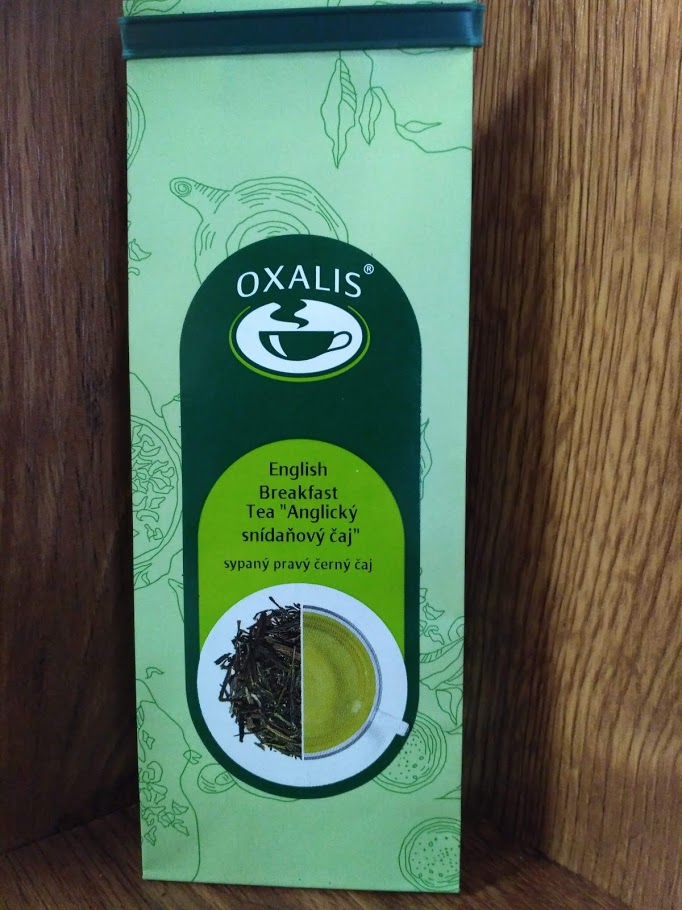 OXALIS®
English
Breakfast
Tea "Anglický
snídaňový čaj"
sypaný pravý černý čaj